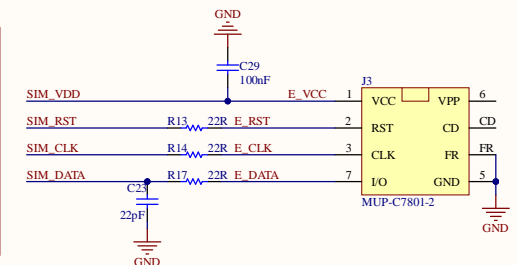 GND
C29
100nF
J3
SIM_VDD E_VCC 1 VCC VPP 6
SIM_RST R13 22R E_RST 2 RST CD CD
SIM_CLK R14 22R E_CLK 3 CLK FR FR
SIM_DATA R17 22R E_DATA 7 I/O GND 5
C23
22pF
MUP-C7801-2
GND
GND